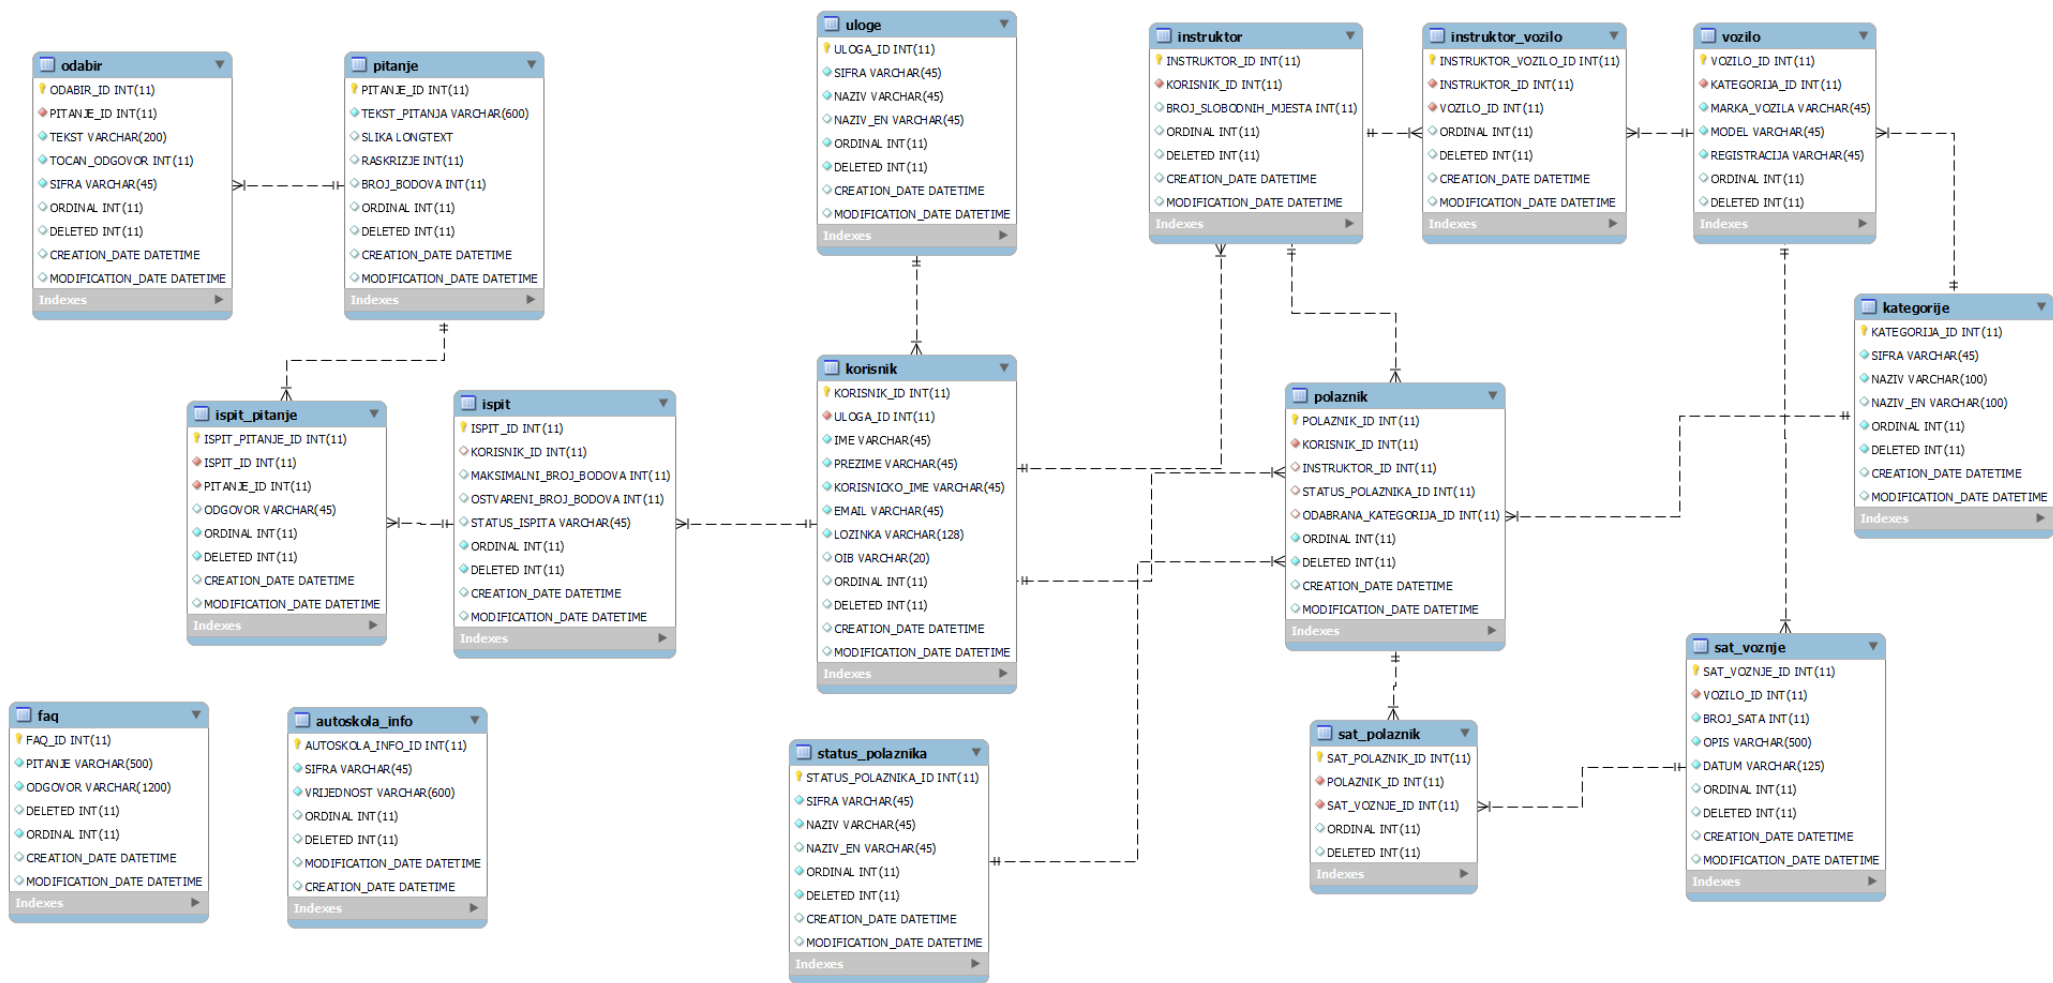 odabir
ODABIR_ID INT(11)
PITANJE_ID INT(11)
TEKST VARCHAR(200)
TOCAN_ODGOVOR INT(11)
SIFRA VARCHAR(45)
ORDINAL INT(11)
DELETED INT(11)
CREATION_DATE DATETIME
MODIFICATION_DATE DATETIME
Indexes
pitanje
PITANJE_ID INT(11)
TEKST_PITANJA VARCHAR(600)
SLIKA LONGTEXT
RASKRIZJE INT(11)
BROJ_BODOVA INT(11)
ORDINAL INT(11)
DELETED INT(11)
CREATION_DATE DATETIME
MODIFICATION_DATE DATETIME
Indexes
uloge
ULOGA_ID INT(11)
SIFRA VARCHAR(45)
NAZIV VARCHAR(45)
NAZIV_EN VARCHAR(45)
ORDINAL INT(11)
DELETED INT(11)
CREATION_DATE DATETIME
MODIFICATION_DATE DATETIME
Indexes
instruktor
INSTRUKTOR_ID INT(11)
KORISNIK_ID INT(11)
BROJ_SLOBODNIH_MJESTA INT(11)
ORDINAL INT(11)
DELETED INT(11)
CREATION_DATE DATETIME
MODIFICATION_DATE DATETIME
Indexes
instruktor_vozilo
INSTRUKTOR_VOZILO_ID INT(11)
INSTRUKTOR_ID INT(11)
VOZILO_ID INT(11)
ORDINAL INT(11)
DELETED INT(11)
CREATION_DATE DATETIME
MODIFICATION_DATE DATETIME
Indexes
vozilo
VOZILO_ID INT(11)
KATEGORIJA_ID INT(11)
MARKA_VOZILA VARCHAR(45)
MODEL VARCHAR(45)
REGISTRACIJA VARCHAR(45)
ORDINAL INT(11)
DELETED INT(11)
Indexes
kategorije
KATEGORIJA_ID INT(11)
SIFRA VARCHAR(45)
NAZIV VARCHAR(100)
NAZIV_EN VARCHAR(100)
ORDINAL INT(11)
DELETED INT(11)
CREATION_DATE DATETIME
MODIFICATION_DATE DATETIME
Indexes
ispit_pitanje
ISPIT_PITANJE_ID INT(11)
ISPIT_ID INT(11)
PITANJE_ID INT(11)
ODGOVOR VARCHAR(45)
ORDINAL INT(11)
DELETED INT(11)
CREATION_DATE DATETIME
MODIFICATION_DATE DATETIME
Indexes
ispit
ISPIT_ID INT(11)
KORISNIK_ID INT(11)
MAKSIMALNI_BROJ_BODOVA INT(11)
OSTVARENI_BROJ_BODOVA INT(11)
STATUS_ISPITA VARCHAR(45)
ORDINAL INT(11)
DELETED INT(11)
CREATION_DATE DATETIME
MODIFICATION_DATE DATETIME
Indexes
korisnik
KORISNIK_ID INT(11)
ULOGA_ID INT(11)
IME VARCHAR(45)
PREZIME VARCHAR(45)
KORISNICKO_IME VARCHAR(45)
EMAIL VARCHAR(45)
LOZINKA VARCHAR(128)
OIB VARCHAR(20)
ORDINAL INT(11)
DELETED INT(11)
CREATION_DATE DATETIME
MODIFICATION_DATE DATETIME
Indexes
polaznik
POLAZNIK_ID INT(11)
KORISNIK_ID INT(11)
INSTRUKTOR_ID INT(11)
STATUS_POLAZNIKA_ID INT(11)
ODABRANA_KATEGORIJA_ID INT(11)
ORDINAL INT(11)
DELETED INT(11)
CREATION_DATE DATETIME
MODIFICATION_DATE DATETIME
Indexes
faq
FAQ_ID INT(11)
PITANJE VARCHAR(500)
ODGOVOR VARCHAR(1200)
DELETED INT(11)
ORDINAL INT(11)
CREATION_DATE DATETIME
MODIFICATION_DATE DATETIME
Indexes
autoskola_info
AUTOSKOLA_INFO_ID INT(11)
SIFRA VARCHAR(45)
VRIJEDNOST VARCHAR(600)
ORDINAL INT(11)
DELETED INT(11)
MODIFICATION_DATE DATETIME
CREATION_DATE DATETIME
Indexes
status_polaznika
STATUS_POLAZNIKA_ID INT(11)
SIFRA VARCHAR(45)
NAZIV VARCHAR(45)
NAZIV_EN VARCHAR(45)
ORDINAL INT(11)
DELETED INT(11)
CREATION_DATE DATETIME
MODIFICATION_DATE DATETIME
Indexes
sat_polaznik
SAT_POLAZNIK_ID INT(11)
POLAZNIK_ID INT(11)
SAT_VOZNJE_ID INT(11)
ORDINAL INT(11)
DELETED INT(11)
Indexes
sat_voznje
SAT_VOZNJE_ID INT(11)
VOZILO_ID INT(11)
BROJ_SATA INT(11)
OPIS VARCHAR(500)
DATUM VARCHAR(125)
ORDINAL INT(11)
DELETED INT(11)
CREATION_DATE DATETIME
MODIFICATION_DATE DATETIME
Indexes